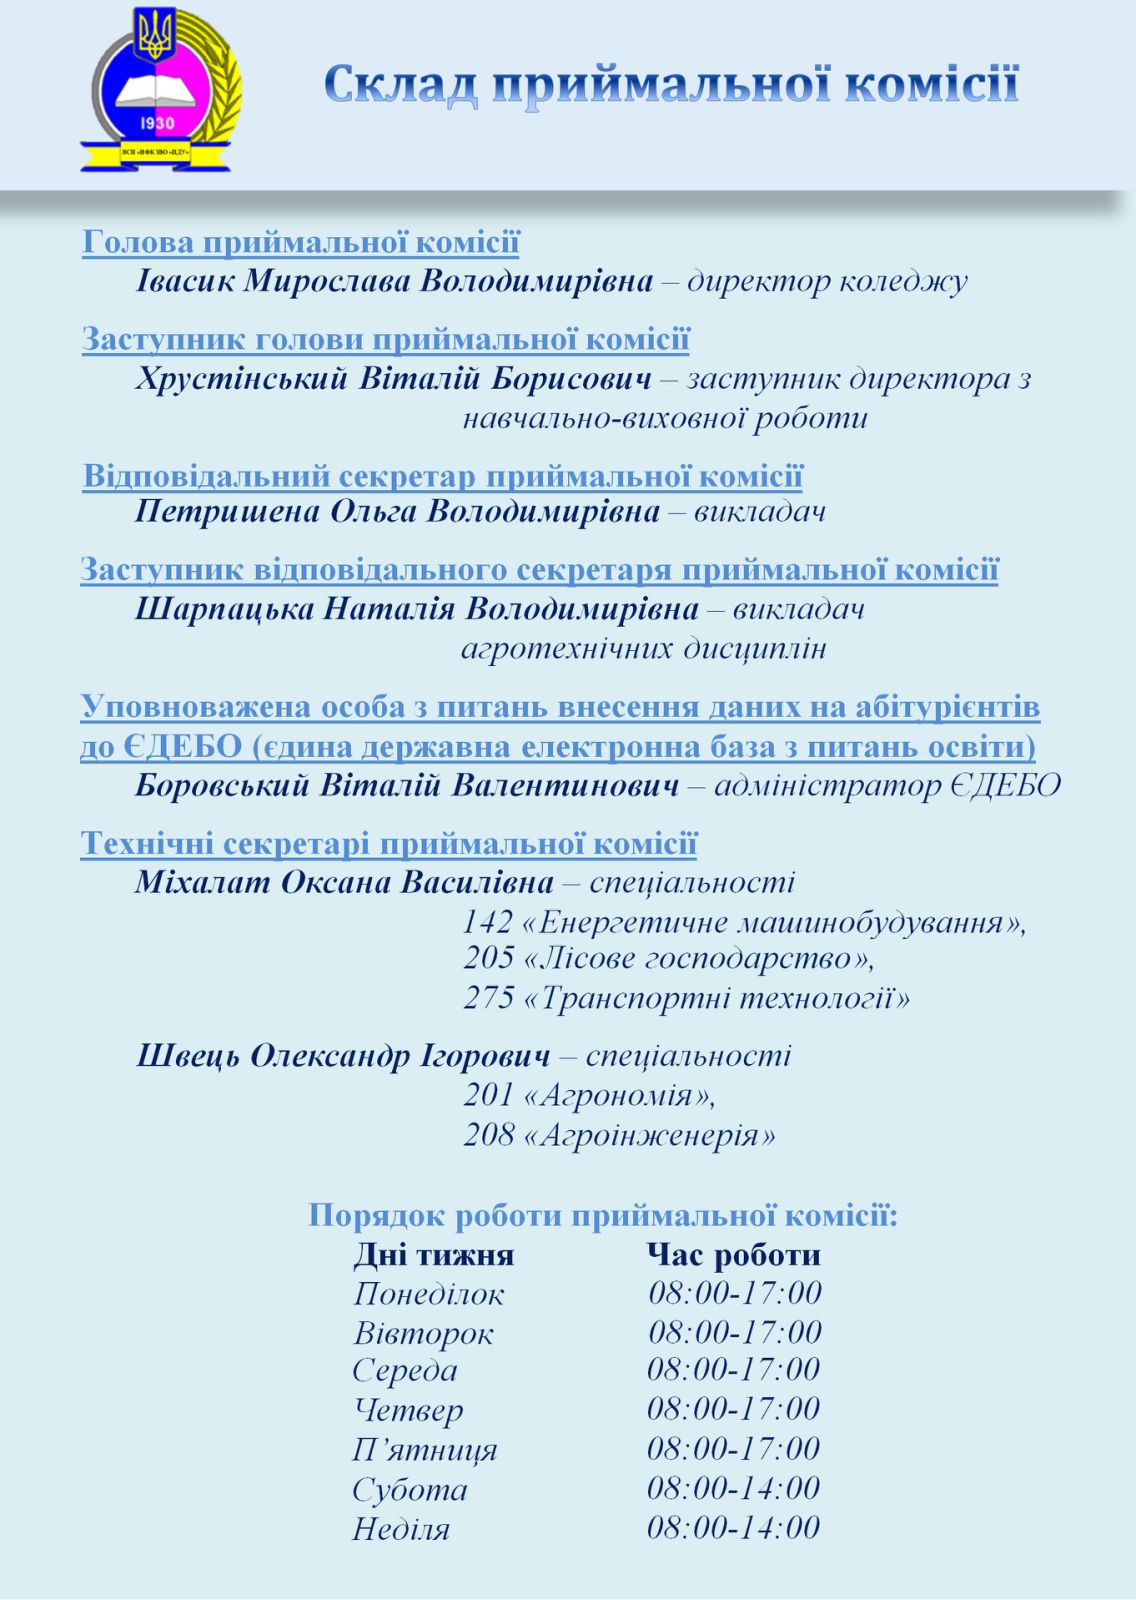 І930
ВСП «НФК ЗВО «ПДУ»
Склад приймальної комісії
Голова приймальної комісії
Івасик Мирослава Володимирівна – директор коледжу
Заступник голови приймальної комісії
Хрустінський Віталій Борисович – заступник директора з
навчально-виховної роботи
Відповідальний секретар приймальної комісії
Петришена Ольга Володимирівна – викладач
Заступник відповідального секретаря приймальної комісії
Шарпацька Наталія Володимирівна – викладач
агротехнічних дисциплін
Уповноважена особа з питань внесення даних на абітурієнтів
до ЄДЕБО (єдина державна електронна база з питань освіти)
Боровський Віталій Валентинович – адміністратор ЄДЕБО
Технічні секретарі приймальної комісії
Міхалат Оксана Василівна – спеціальності
142 «Енергетичне машинобудування»,
205 «Лісове господарство»,
275 «Транспортні технології»
Швець Олександр Ігорович – спеціальності
201 «Агрономія»,
208 «Агроінженерія»
Порядок роботи приймальної комісії:
Дні тижня Час роботи
Понеділок 08:00-17:00
Вівторок 08:00-17:00
Середа 08:00-17:00
Четвер 08:00-17:00
П’ятниця 08:00-17:00
Субота 08:00-14:00
Неділя 08:00-14:00